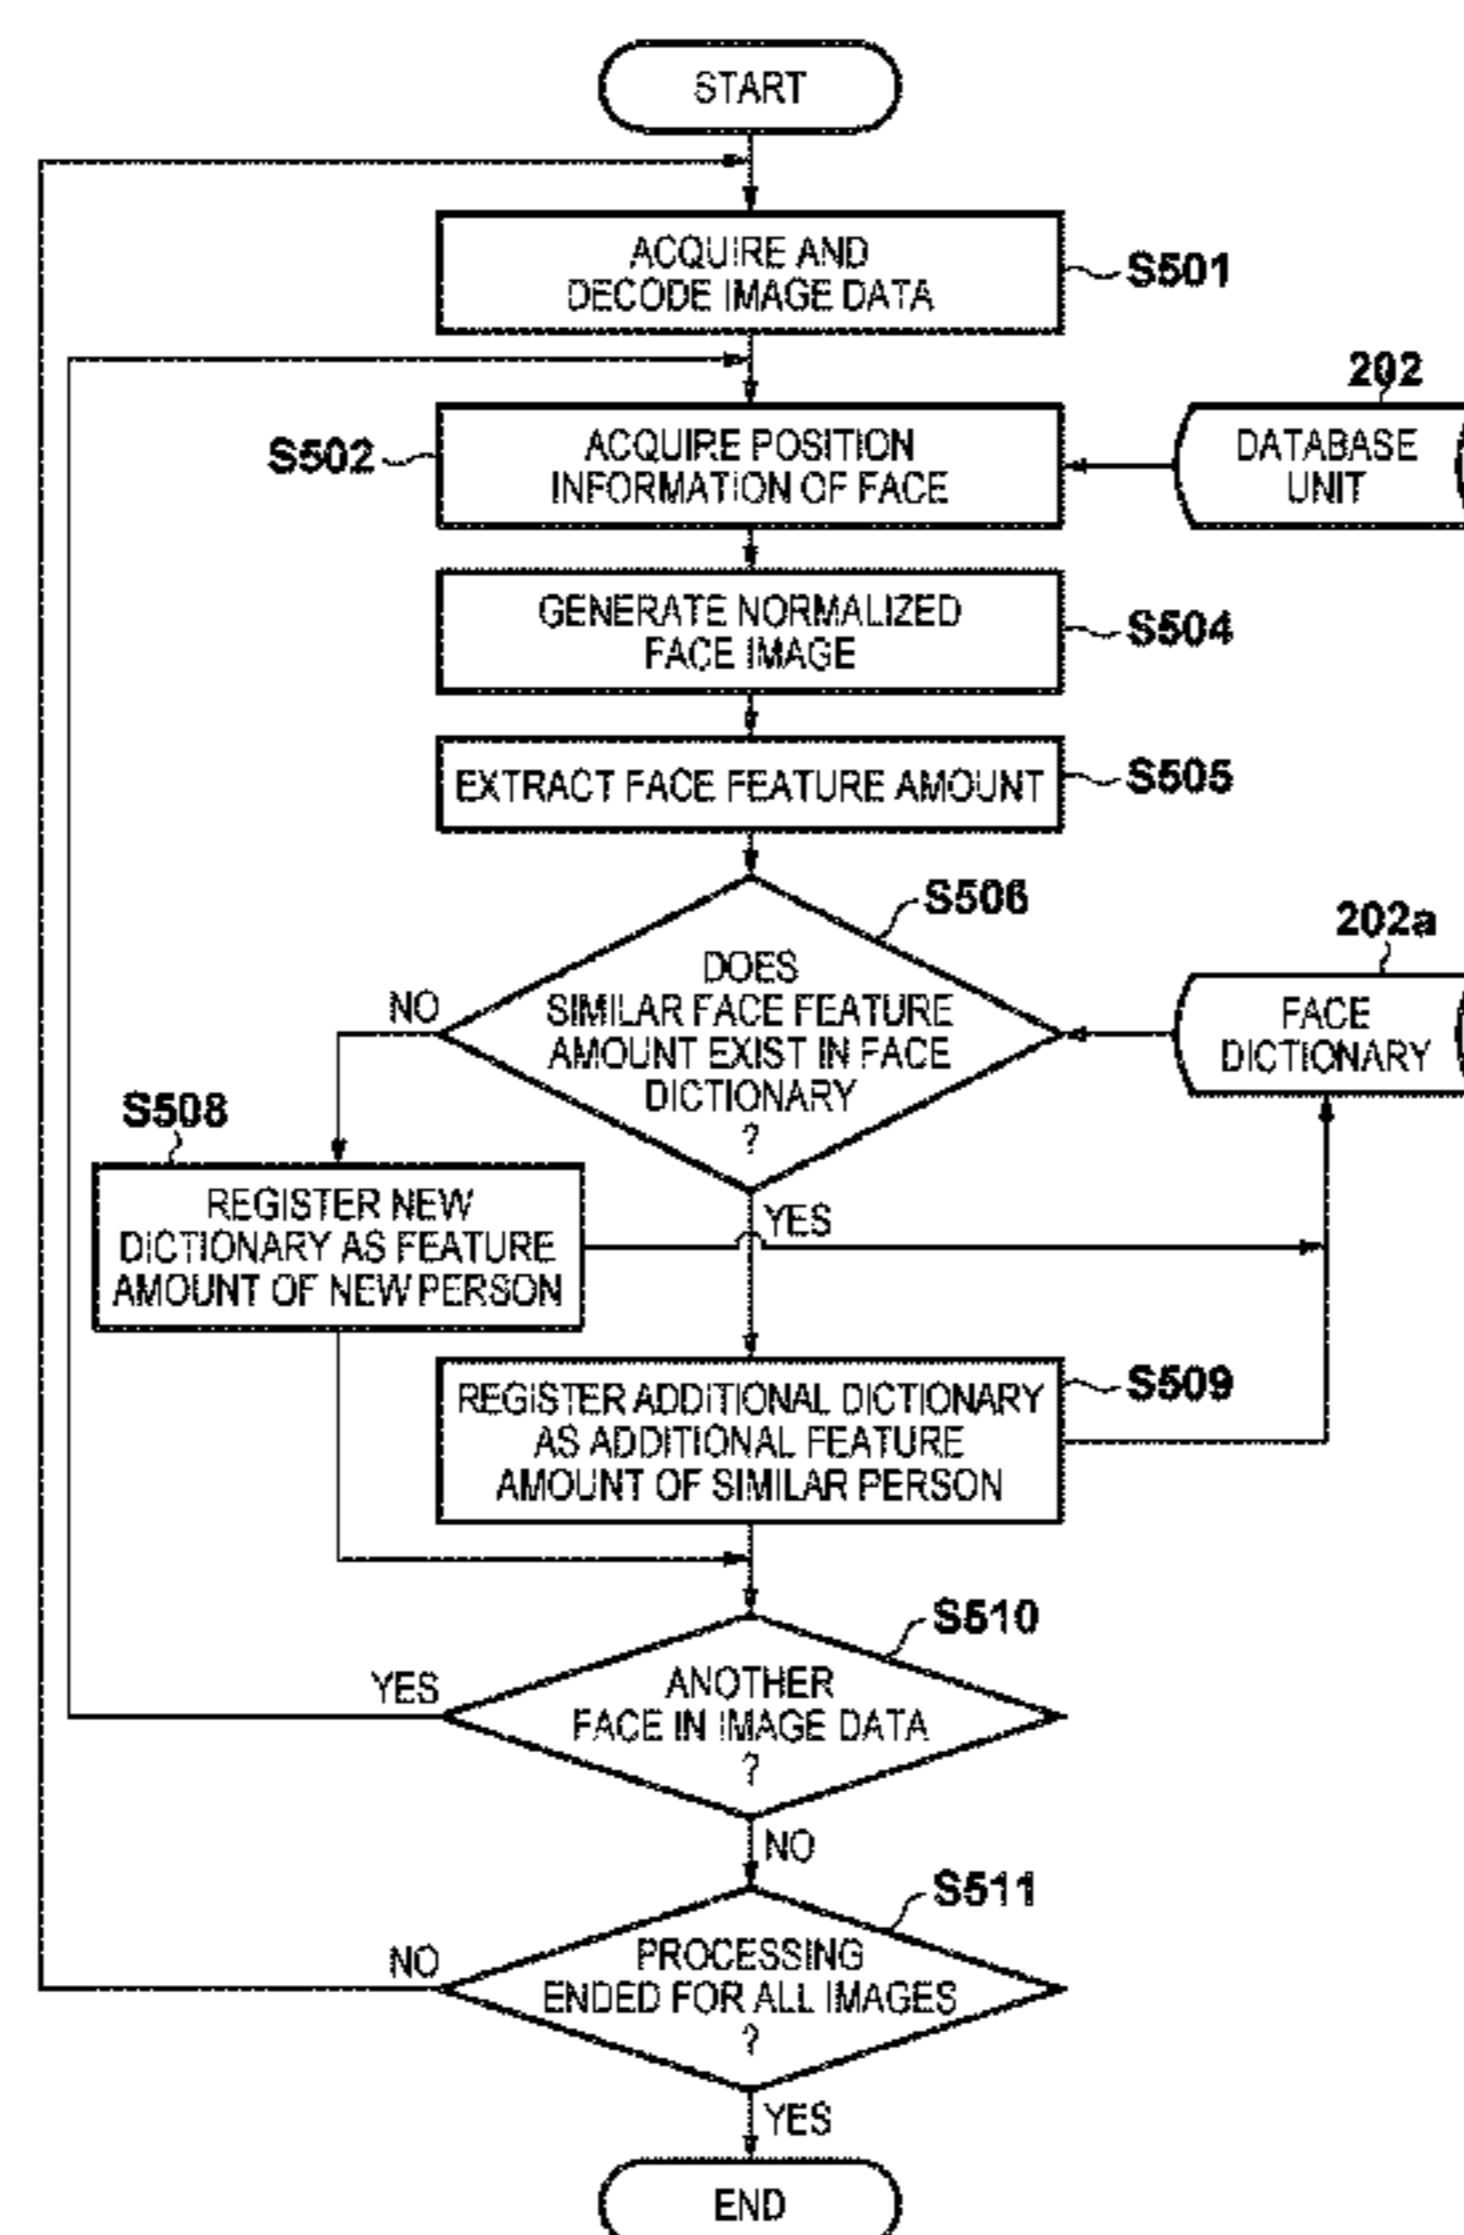 START
ACQUIRE AND
DECODE IMAGE DATA
S501
202
S502
ACQUIRE POSITION
INFORMATION OF FACE
DATABASE
UNIT
GENERATE NORMALIZED
FACE IMAGE
S504
EXTRACT FACE FEATURE AMOUNT
S505
S506
202a
DOES
SIMILAR FACE FEATURE
AMOUNT EXIST IN FACE
DICTIONARY
?
NO
FACE
DICTIONARY
S508
REGISTER NEW
DICTIONARY AS FEATURE
AMOUNT OF NEW PERSON
YES
REGISTER ADDITIONAL DICTIONARY
AS ADDITIONAL FEATURE
AMOUNT OF SIMILAR PERSON
S509
S510
YES
ANOTHER
FACE IN IMAGE DATA
?
NO
S511
NO
PROCESSING
ENDED FOR ALL IMAGES
?
YES
END